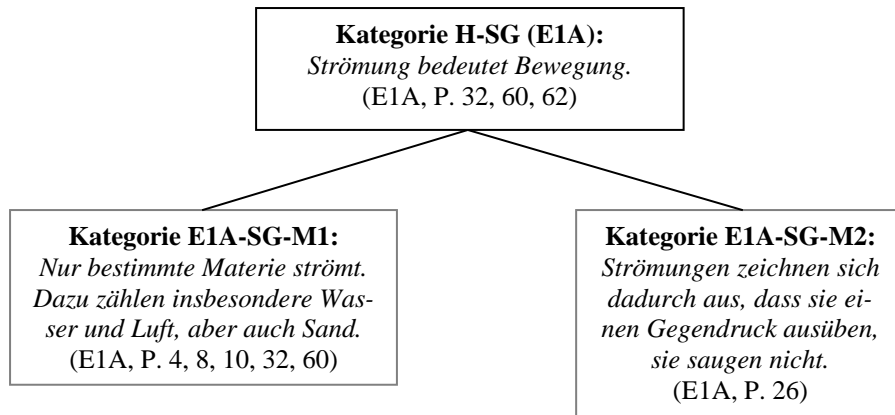 Kategorie H-SG (E1A):
Strömung bedeutet Bewegung.
(E1A, P. 32, 60, 62)
Kategorie E1A-SG-M1:
Nur bestimmte Materie strömt.
Dazu zählen insbesondere Was-
ser und Luft, aber auch Sand.
(E1A, P. 4, 8, 10, 32, 60)
Kategorie E1A-SG-M2:
Strömungen zeichnen sich
dadurch aus, dass sie ei-
nen Gegendruck ausüben,
sie saugen nicht.
(E1A, P. 26)